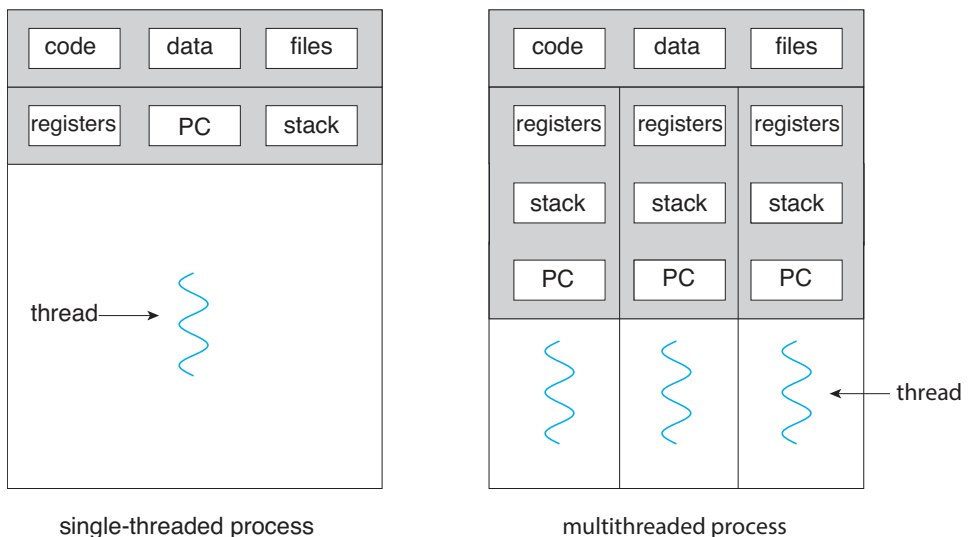 code data files
registers PC stack
thread
single-threaded process
code data files
registers registers registers
stack stack stack
PC PC PC
thread
multithreaded process